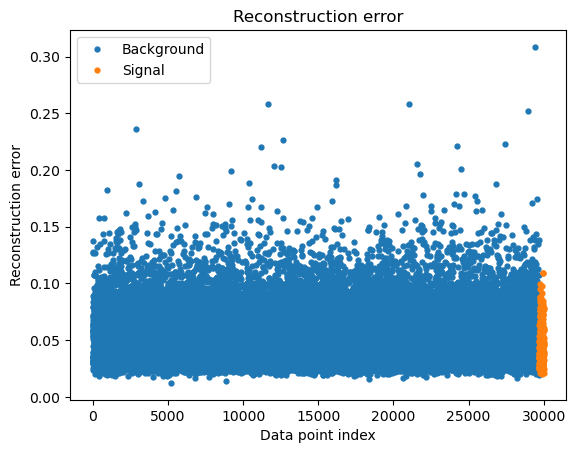 Reconstruction error
Background
Signal
Reconstruction error
0.30
0.25
0.20
0.15
0.10
0.05
0.00
0
5000
10000
15000
20000
25000
30000
Data point index